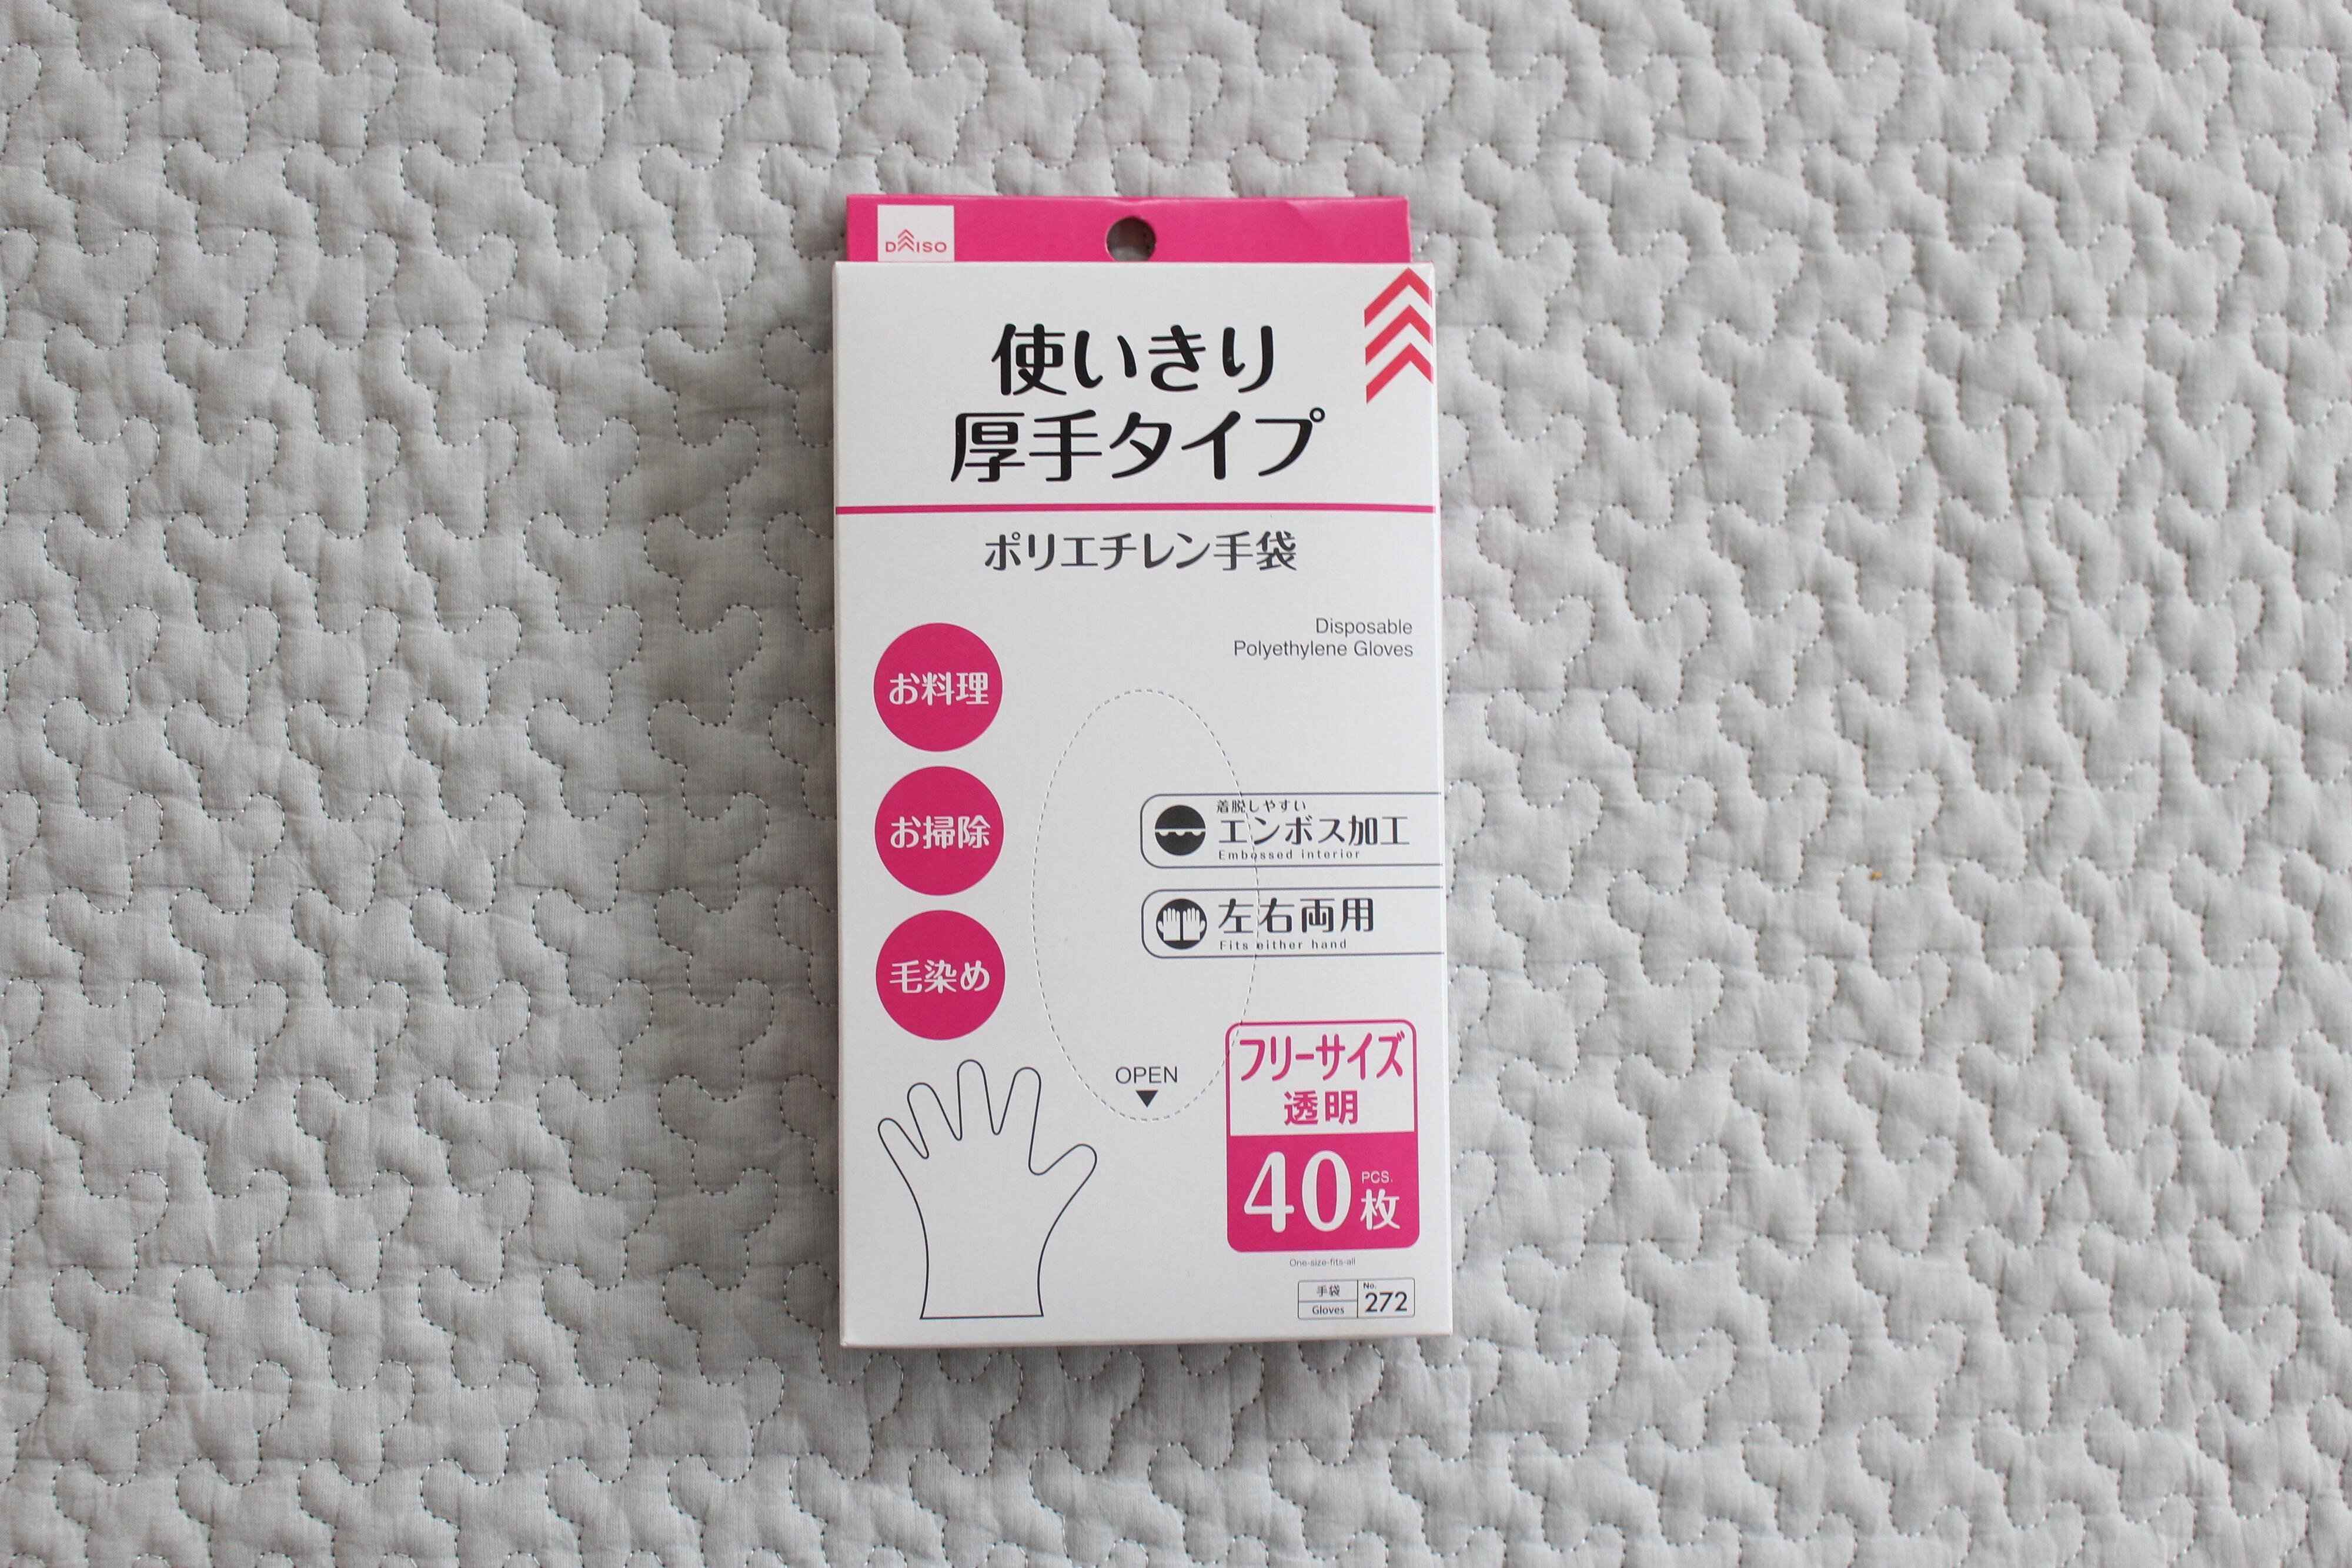 DAISO
使いきり
厚手タイプ
ポリエチレン手袋
Disposable
Polyethylene Gloves
お料理
お掃除
毛染め
着脱しやすい
エンボス加工
Embossed interior
左右両用
Fits either hand
OPEN
フリーサイズ
透明
40 PCS. 枚
One-size-fits-all
手袋
Gloves
No.
272